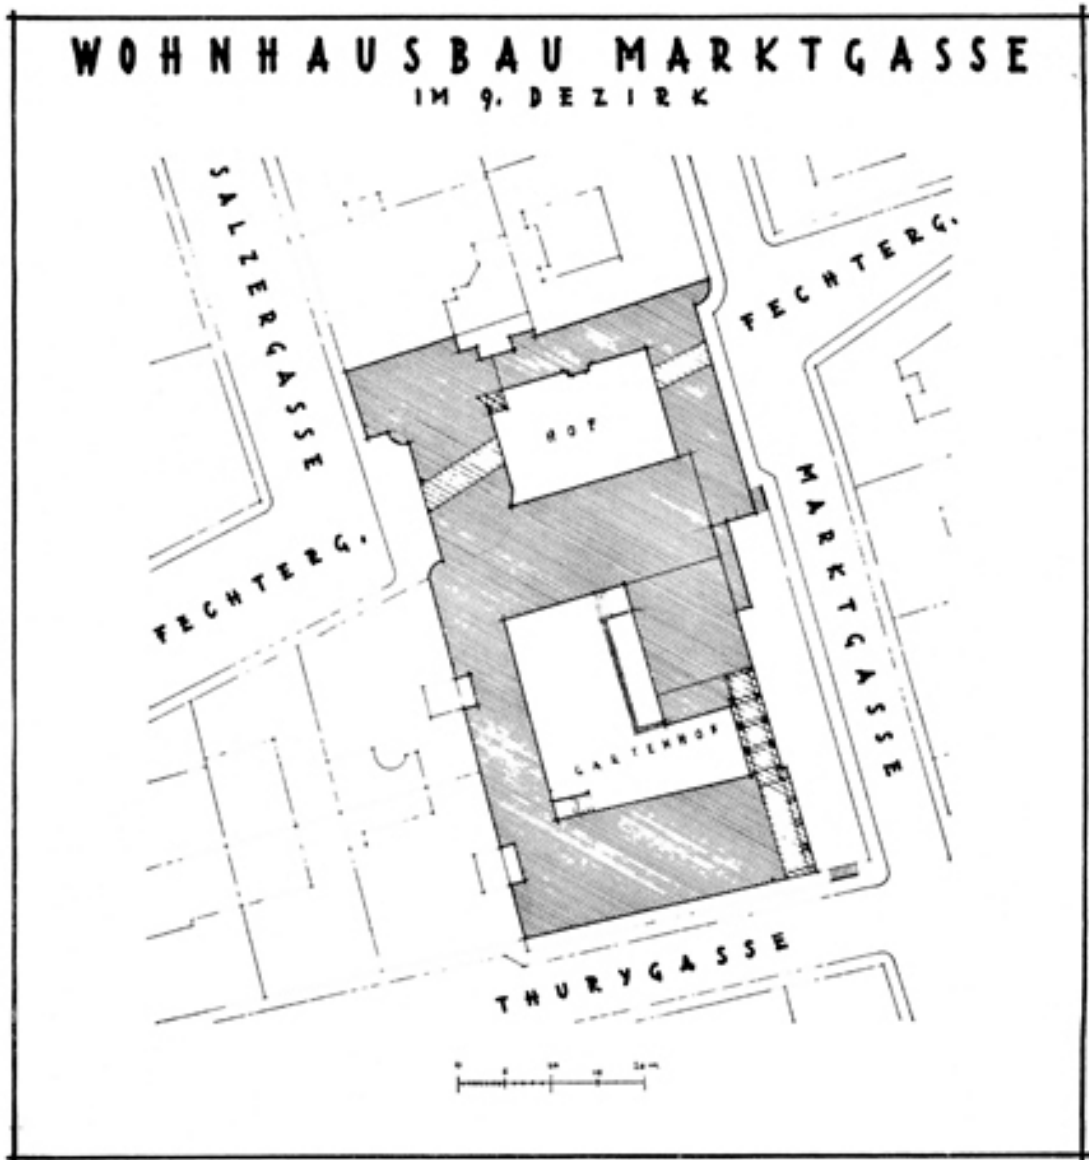 WOHNHAUSBAU MARKTGASSE
IM 9. BEZIRK
SALZERGASSE
FECHTERG.
HOF
MARKTGASSE
FECHTERG.
GARTENHOF
THURYGASSE